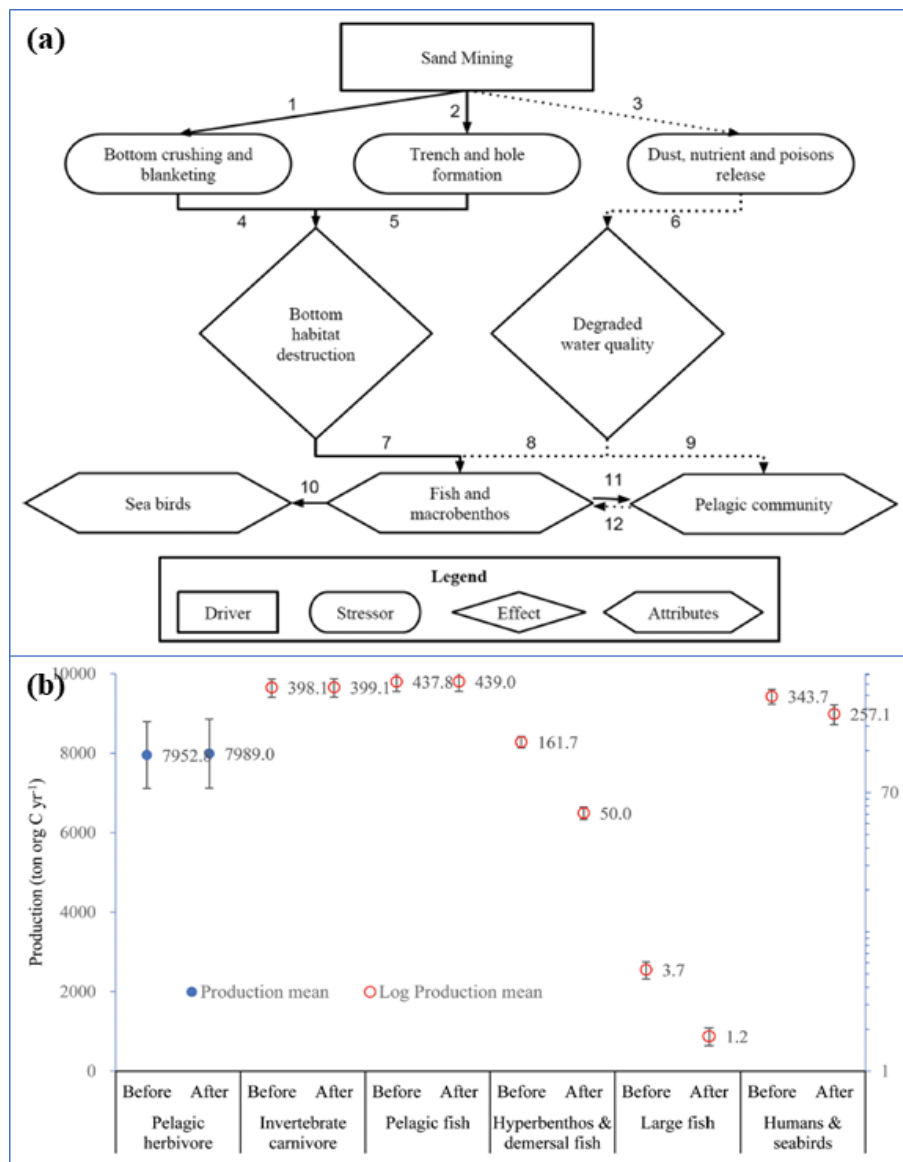 (a)
Sand Mining
1
2
3
Bottom crushing and
blanketing
Trench and hole
formation
Dust, nutrient and poisons
release
4
5
6
Bottom
habitat
destruction
Degraded
water quality
7
8
9
Sea birds
10
Fish and
macrobenthos
11
12
Pelagic community
Legend
Driver
Stressor
Effect
Attributes
(b)
Production (ton org C yr⁻¹)
10000
8000
6000
4000
2000
0
70
1
7989.0
398.1
399.1
437.8
439.0
161.7
50.0
3.7
1.2
343.7
257.1
Production mean
Log Production mean
Before After Before After Before After Before After Before After Before After
Pelagic
herbivore
Invertebrate
carnivore
Pelagic fish
Hyperbenthos &
demersal fish
Large fish
Humans &
seabirds